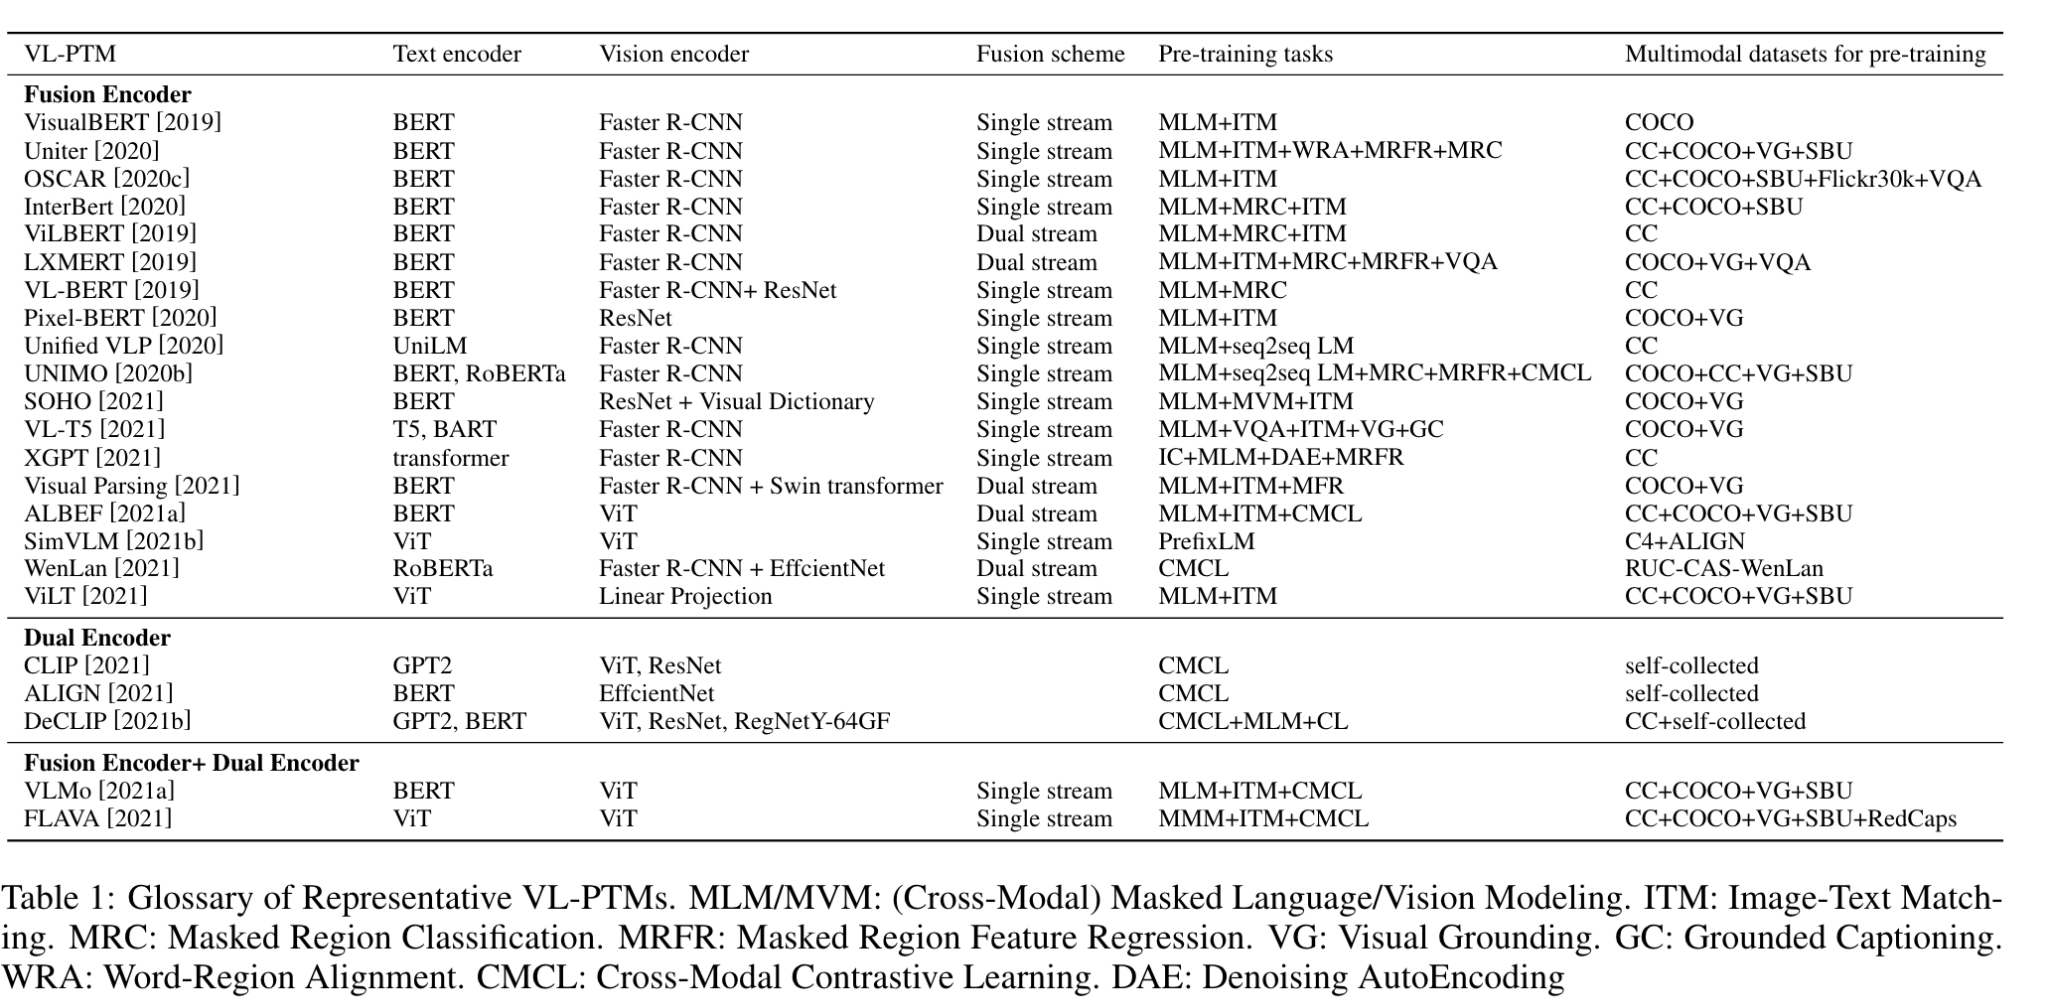 VL-PTM Text encoder Vision encoder Fusion scheme Pre-training tasks Multimodal datasets for pre-training
Fusion Encoder
VisualBERT [2019] BERT Faster R-CNN Single stream MLM+ITM COCO
Uniter [2020] BERT Faster R-CNN Single stream MLM+ITM+WRA+MRFR+MRC CC+COCO+VG+SBU
OSCAR [2020c] BERT Faster R-CNN Single stream MLM+ITM CC+COCO+SBU+Flickr30k+VQA
InterBert [2020] BERT Faster R-CNN Single stream MLM+MRC+ITM CC+COCO+SBU
ViLBERT [2019] BERT Faster R-CNN Dual stream MLM+MRC+ITM CC
LXMERT [2019] BERT Faster R-CNN Dual stream MLM+ITM+MRC+MRFR+VQA COCO+VG+VQA
VL-BERT [2019] BERT Faster R-CNN+ ResNet Single stream MLM+MRC CC
Pixel-BERT [2020] BERT ResNet Single stream MLM+ITM COCO+VG
Unified VLP [2020] UniLM Faster R-CNN Single stream MLM+seq2seq LM CC
UNIMO [2020b] BERT, RoBERTa Faster R-CNN Single stream MLM+seq2seq LM+MRC+MRFR+CMCL COCO+CC+VG+SBU
SOHO [2021] BERT ResNet + Visual Dictionary Single stream MLM+MVM+ITM COCO+VG
VL-T5 [2021] T5, BART Faster R-CNN Single stream MLM+VQA+ITM+VG+GC COCO+VG
XGPT [2021] transformer Faster R-CNN Single stream IC+MLM+DAE+MRFR CC
Visual Parsing [2021] BERT Faster R-CNN + Swin transformer Dual stream MLM+ITM+MFR COCO+VG
ALBEF [2021a] BERT ViT Dual stream MLM+ITM+CMCL CC+COCO+VG+SBU
SimVLM [2021b] ViT ViT Single stream PrefixLM C4+ALIGN
WenLan [2021] RoBERTa Faster R-CNN + EffcientNet Dual stream CMCL RUC-CAS-WenLan
ViLT [2021] ViT Linear Projection Single stream MLM+ITM CC+COCO+VG+SBU
Dual Encoder
CLIP [2021] GPT2 ViT, ResNet CMCL self-collected
ALIGN [2021] BERT EffcientNet CMCL self-collected
DeCLIP [2021b] GPT2, BERT ViT, ResNet, RegNetY-64GF CMCL+MLM+CL CC+self-collected
Fusion Encoder+ Dual Encoder
VLMo [2021a] BERT ViT Single stream MLM+ITM+CMCL CC+COCO+VG+SBU
FLAVA [2021] ViT ViT Single stream MMM+ITM+CMCL CC+COCO+VG+SBU+RedCaps
Table 1: Glossary of Representative VL-PTMs. MLM/MVM: (Cross-Modal) Masked Language/Vision Modeling. ITM: Image-Text Match-
ing. MRC: Masked Region Classification. MRFR: Masked Region Feature Regression. VG: Visual Grounding. GC: Grounded Captioning.
WRA: Word-Region Alignment. CMCL: Cross-Modal Contrastive Learning. DAE: Denoising AutoEncoding